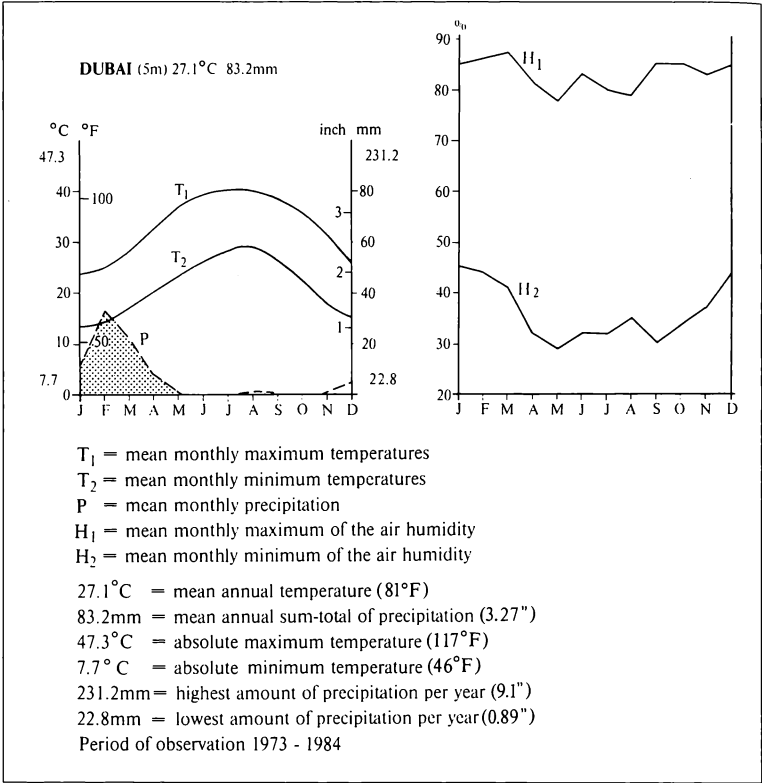 DUBAI (5m) 27.1°C 83.2mm
°C °F
inch mm
47.3
231.2
40
100
80
3
30
60
2
20
40
1
10
50
20
7.7
22.8
0
T1
T2
P
J F M A M J J A S O N D
%
90
80
70
60
50
40
30
20
H1
H2
J F M A M J J A S O N D
T1 = mean monthly maximum temperatures
T2 = mean monthly minimum temperatures
P = mean monthly precipitation
H1 = mean monthly maximum of the air humidity
H2 = mean monthly minimum of the air humidity
27.1°C = mean annual temperature (81°F)
83.2mm = mean annual sum-total of precipitation (3.27")
47.3°C = absolute maximum temperature (117°F)
7.7°C = absolute minimum temperature (46°F)
231.2mm = highest amount of precipitation per year (9.1")
22.8mm = lowest amount of precipitation per year (0.89")
Period of observation 1973 - 1984